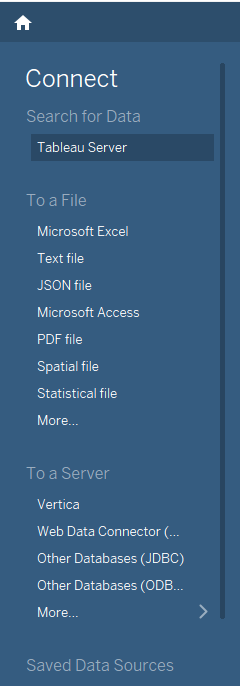 Connect
Search for Data
Tableau Server
To a File
Microsoft Excel
Text file
JSON file
Microsoft Access
PDF file
Spatial file
Statistical file
More...
To a Server
Vertica
Web Data Connector (...
Other Databases (JDBC)
Other Databases (ODB...
More...
Saved Data Sources